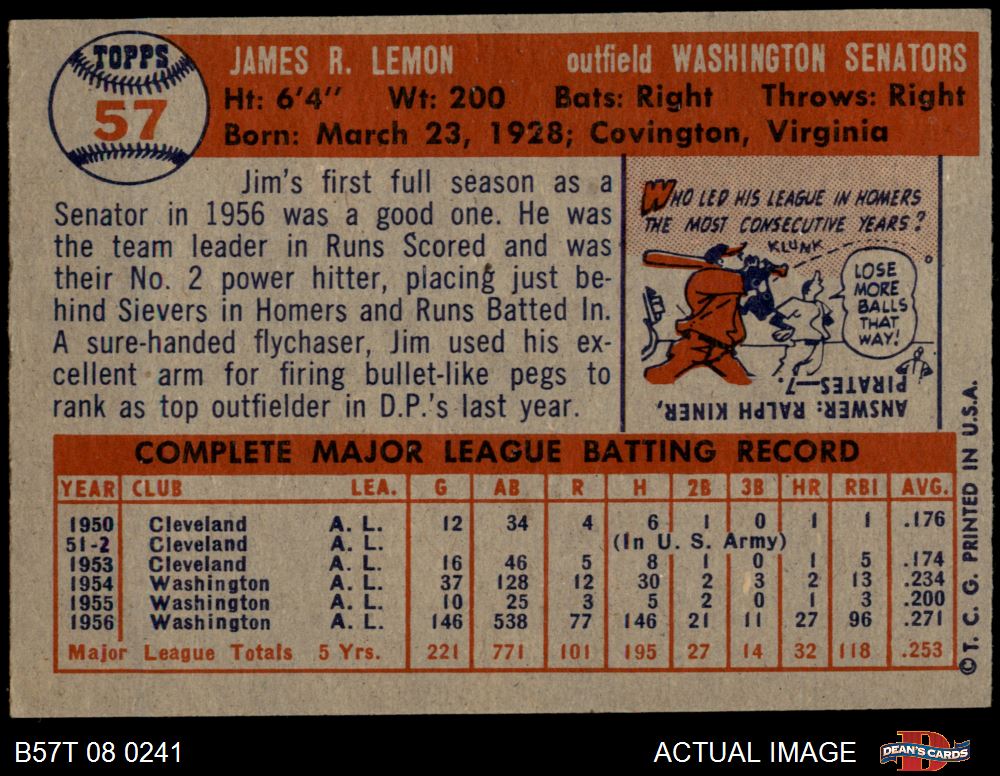 TOPPS
57
JAMES R. LEMON outfield WASHINGTON SENATORS
Ht: 6'4" Wt: 200 Bats: Right Throws: Right
Born: March 23, 1928; Covington, Virginia
Jim's first full season as a
Senator in 1956 was a good one. He was
the team leader in Runs Scored and was
their No. 2 power hitter, placing just be-
hind Sievers in Homers and Runs Batted In.
A sure-handed flychaser, Jim used his ex-
cellent arm for firing bullet-like pegs to
rank as top outfielder in D.P.'s last year.
WHO LED HIS LEAGUE IN HOMERS
THE MOST CONSECUTIVE YEARS?
KLUNK
LOSE
MORE
BALLS
THAT
WAY!
ANSWER: RALPH KINER,
PIRATES—7.
COMPLETE MAJOR LEAGUE BATTING RECORD
YEAR CLUB LEA. G AB R H 2B 3B HR RBI AVG.
1950 Cleveland A. L. 12 34 4 6 1 0 1 1 .176
51-2 Cleveland A. L. (In U. S. Army)
1953 Cleveland A. L. 16 46 5 8 1 0 1 5 .174
1954 Washington A. L. 37 128 12 30 2 3 2 13 .234
1955 Washington A. L. 10 25 3 5 2 0 1 3 .200
1956 Washington A. L. 146 538 77 146 21 11 27 96 .271
Major League Totals 5 Yrs. 221 771 101 195 27 14 32 118 .253
© T. C. G. PRINTED IN U.S.A.
B57T 08 0241 ACTUAL IMAGE
D
DEAN'S CARDS